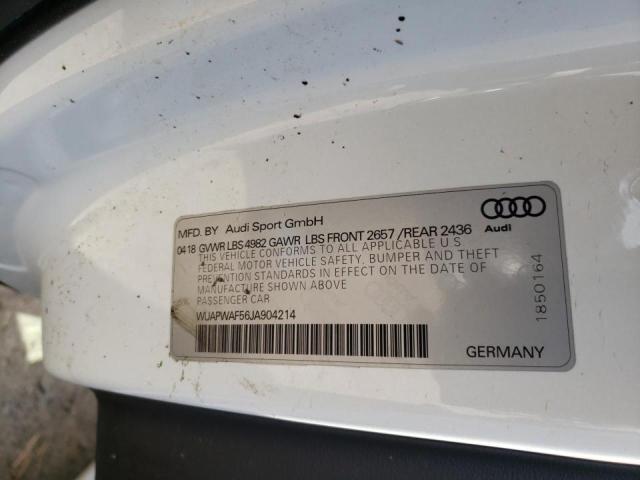 MFD. BY Audi Sport GmbH
04 18 GVWR LBS 4982 GAWR LBS FRONT 2657 /REAR 2436
THIS VEHICLE CONFORMS TO ALL APPLICABLE U S
FEDERAL MOTOR VEHICLE SAFETY, BUMPER AND THEFT
PREVENTION STANDARDS IN EFFECT ON THE DATE OF
MANUFACTURE SHOWN ABOVE
PASSENGER CAR
WUAPWAF56JA904214
Audi
1850164
GERMANY